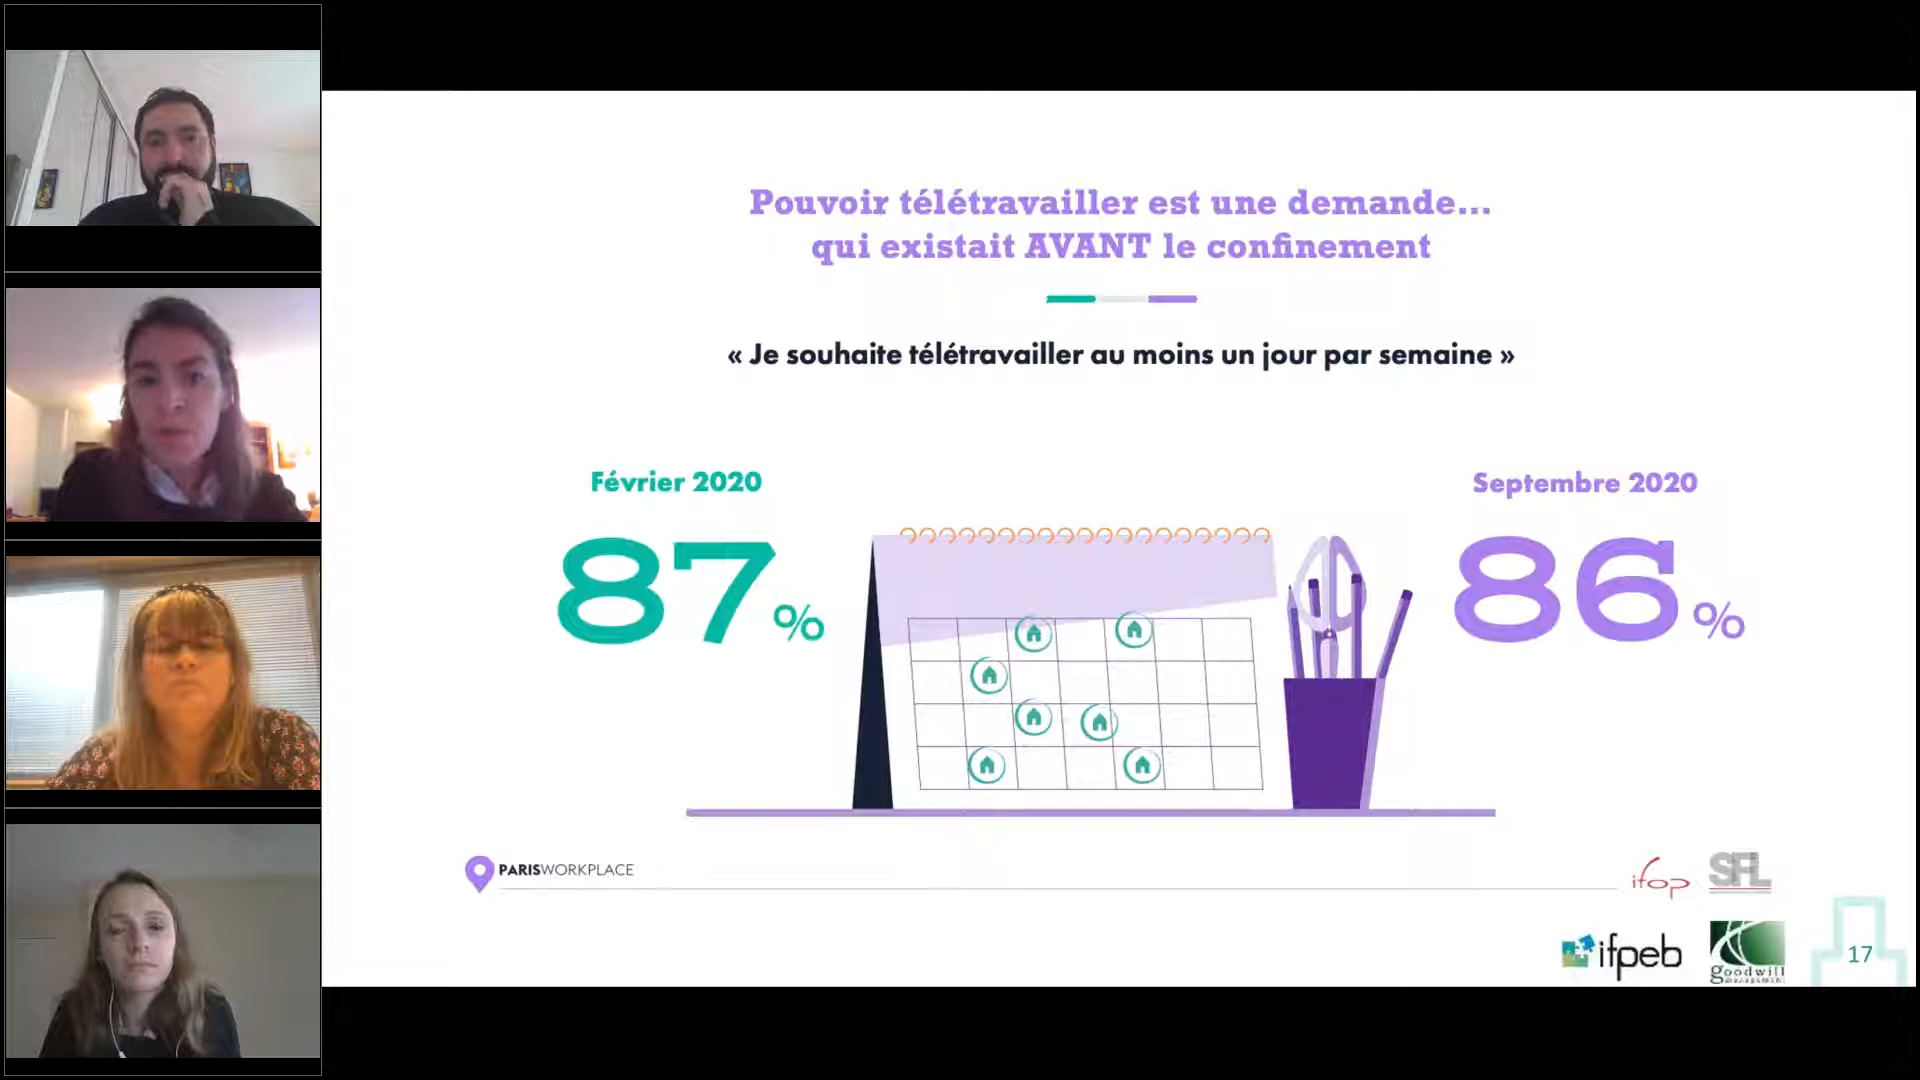 Pouvoir télétravailler est une demande...
qui existait AVANT le confinement
« Je souhaite télétravailler au moins un jour par semaine »
Février 2020
87%
Septembre 2020
86%
PARISWORKPLACE
ifop
SFL
ifpeb
goodwill
management
17